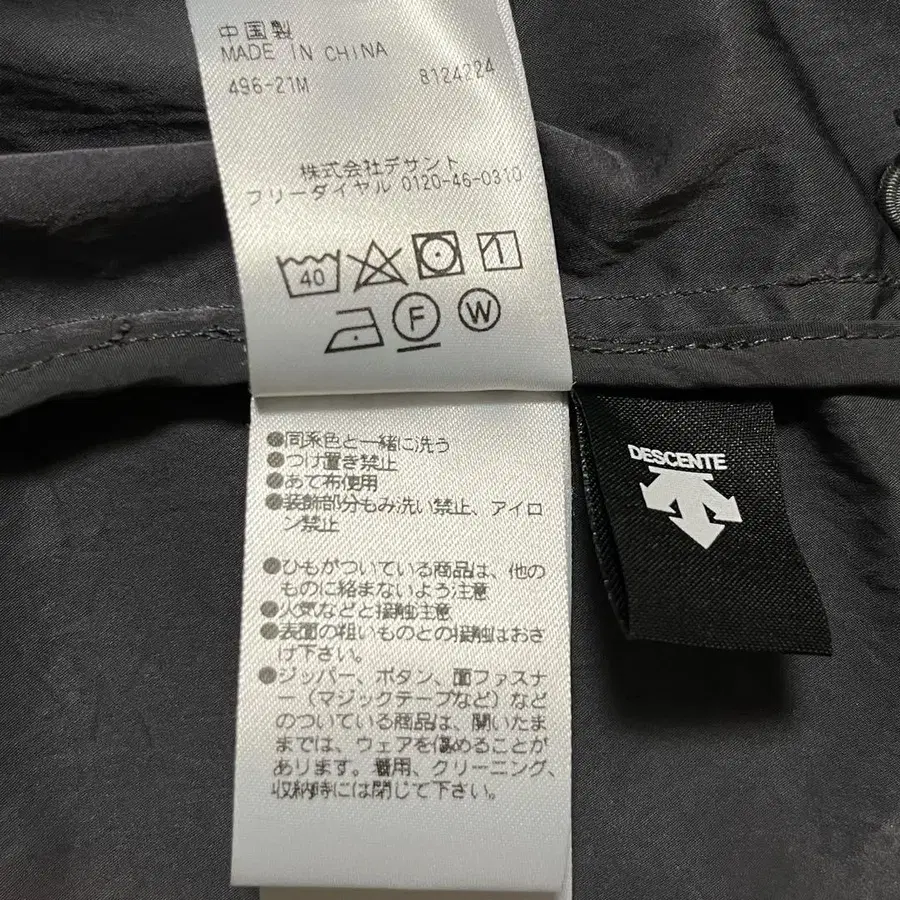 中国製
MADE IN CHINA
496-21M 8124224
株式会社デサント
フリーダイヤル 0120-46-0310
40
F
W
●同系色と一緒に洗う
●つけ置き禁止
●あて布使用
●装飾部分もみ洗い禁止、アイロ
ン禁止
●ひもがついている商品は、他の
ものに絡まないよう注意
●火気などと接触注意
●表面の粗いものとの接触はおさ
け下さい。
●ジッパー、ボタン、面ファスナ
ー（マジックテープなど）など
のついている商品は、開いたま
までは、ウェアを傷めることが
あります。着用、クリーニング、
収納時には閉じて下さい。
DESCENTE